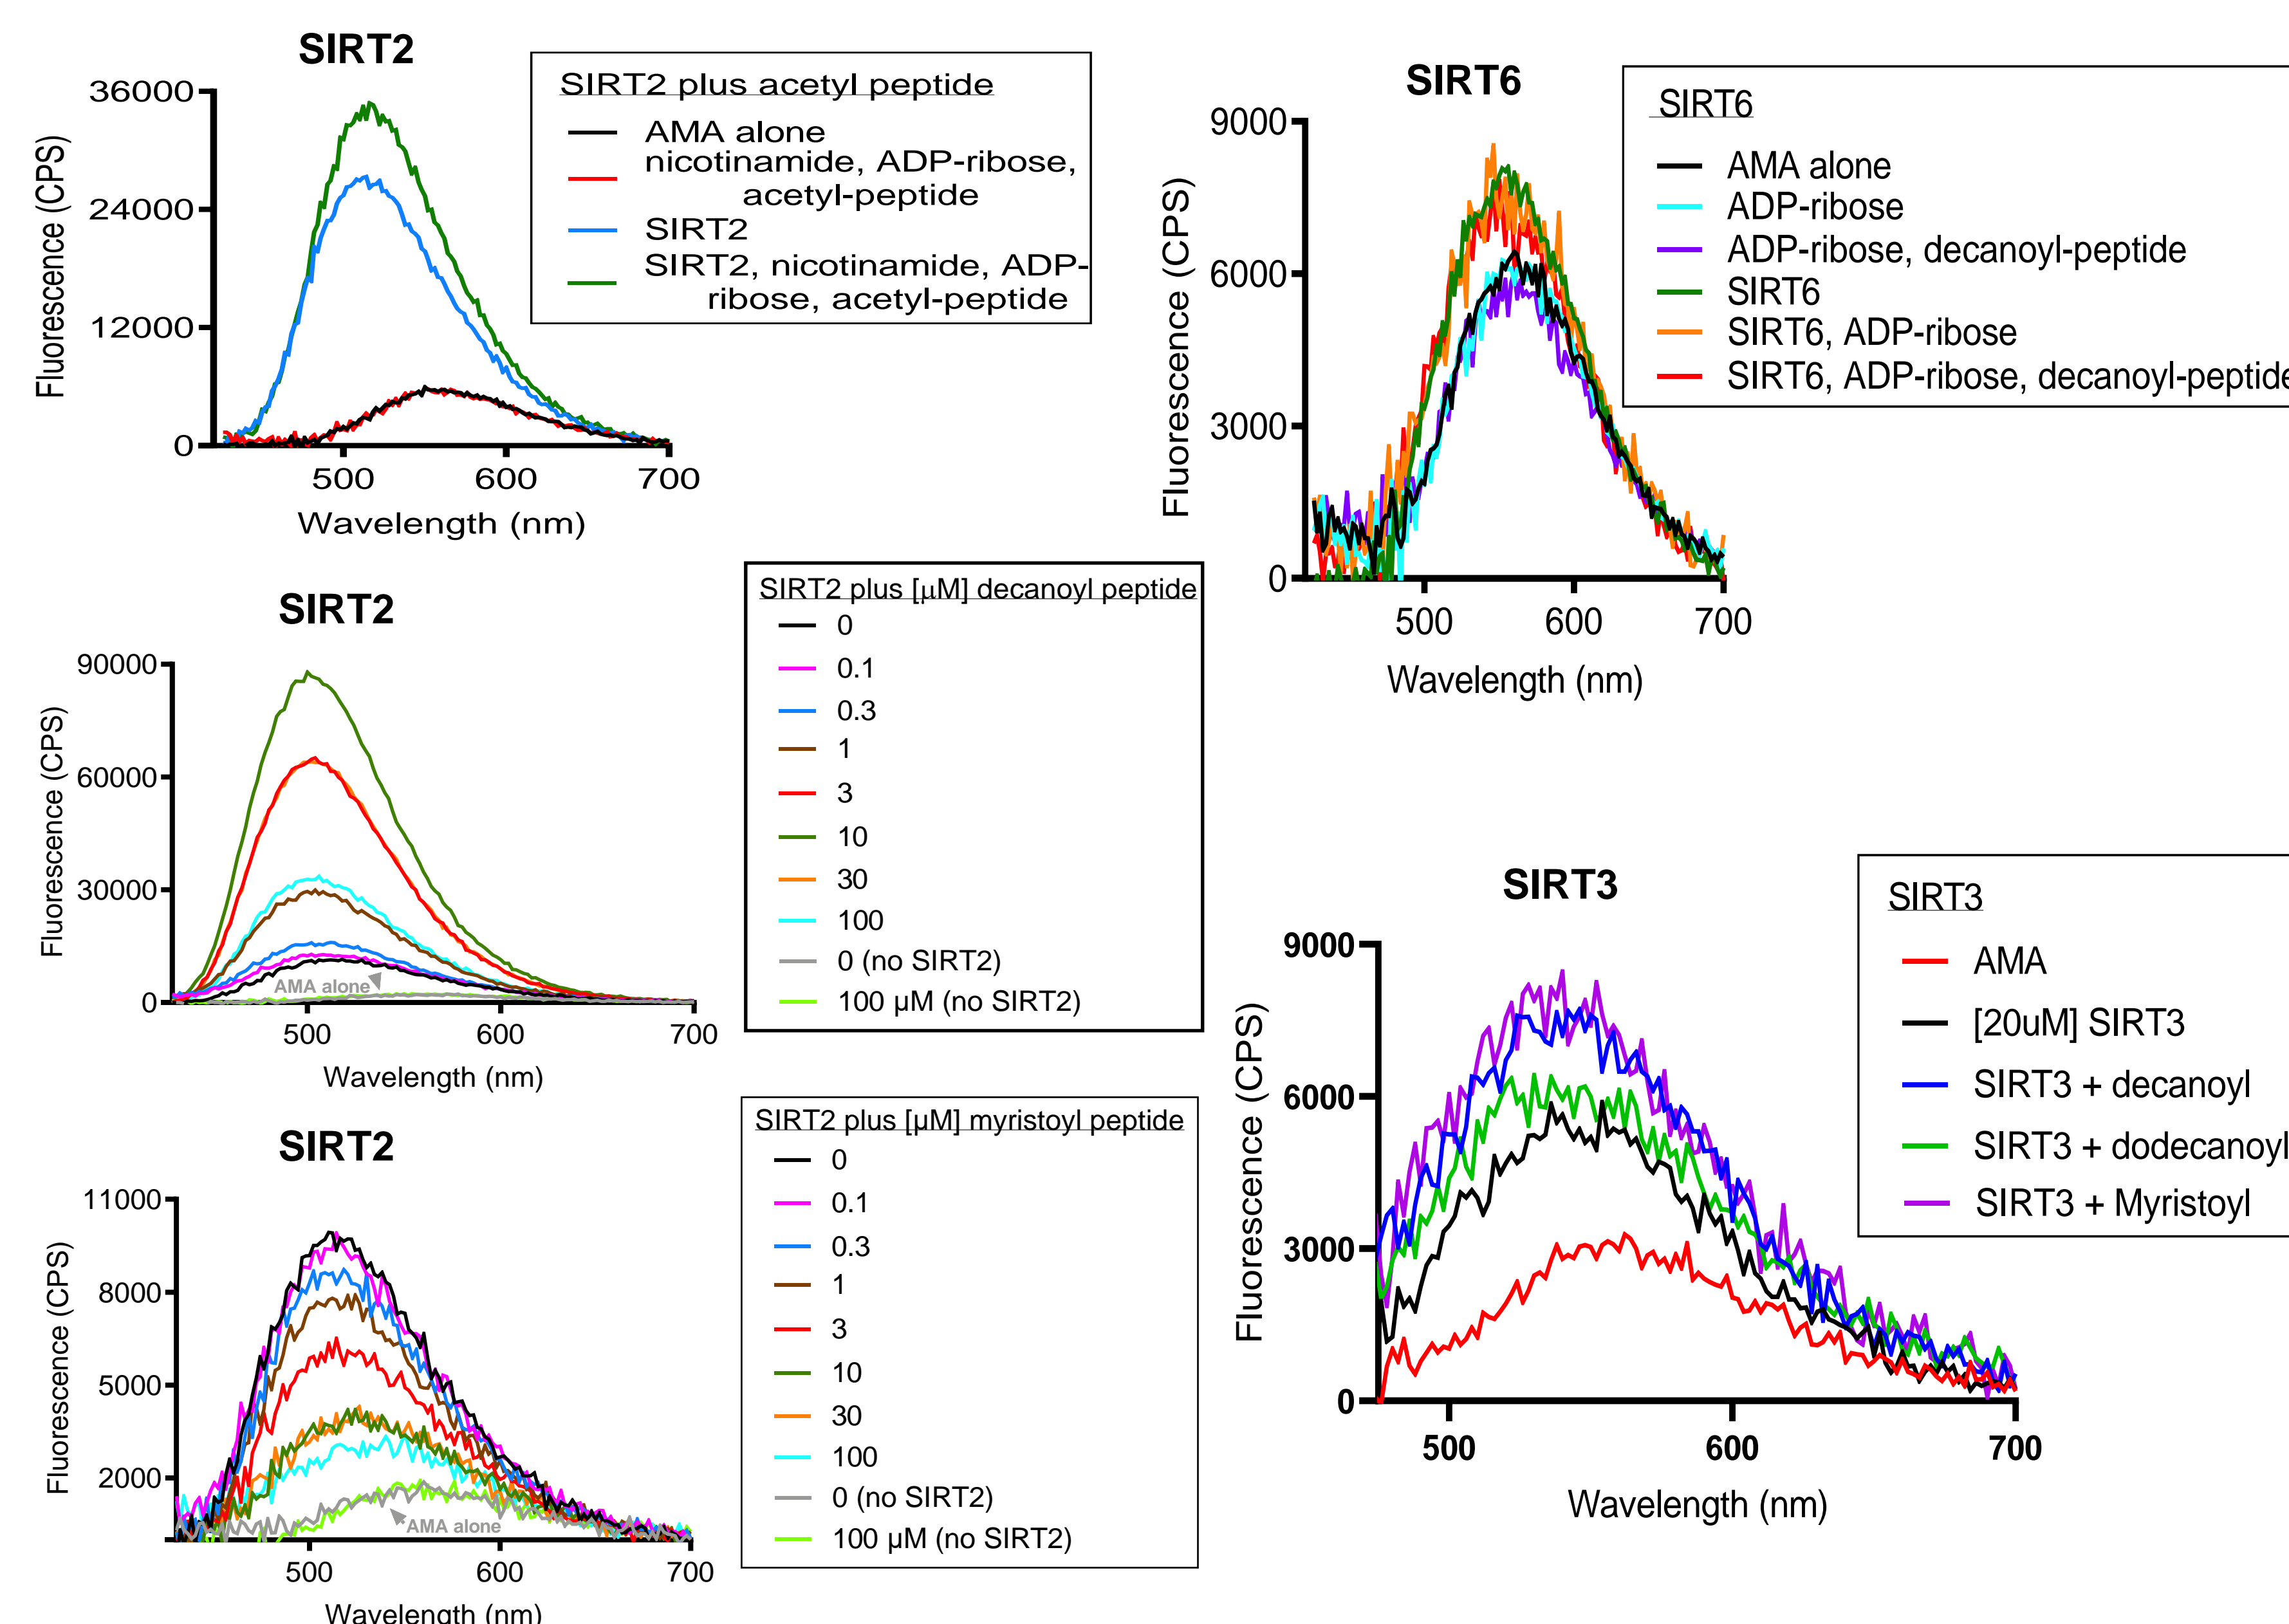 SIRT2
36000
24000
12000
0
500 600 700
Fluorescence (CPS)
Wavelength (nm)
SIRT2 plus acetyl peptide
AMA alone
nicotinamide, ADP-ribose,
acetyl-peptide
SIRT2
SIRT2, nicotinamide, ADP-
ribose, acetyl-peptide
SIRT6
9000
6000
3000
0
500 600 700
Fluorescence (CPS)
Wavelength (nm)
SIRT6
AMA alone
ADP-ribose
ADP-ribose, decanoyl-peptide
SIRT6
SIRT6, ADP-ribose
SIRT6, ADP-ribose, decanoyl-peptide
SIRT2
90000
60000
30000
0
500 600 700
Fluorescence (CPS)
Wavelength (nm)
AMA alone
SIRT2 plus [µM] decanoyl peptide
0
0.1
0.3
1
3
10
30
100
0 (no SIRT2)
100 µM (no SIRT2)
SIRT3
9000
6000
3000
0
500 600 700
Fluorescence (CPS)
Wavelength (nm)
SIRT3
AMA
[20uM] SIRT3
SIRT3 + decanoyl
SIRT3 + dodecanoyl
SIRT3 + Myristoyl
SIRT2
11000
8000
5000
2000
500 600 700
Fluorescence (CPS)
Wavelength (nm)
AMA alone
SIRT2 plus [µM] myristoyl peptide
0
0.1
0.3
1
3
10
30
100
0 (no SIRT2)
100 µM (no SIRT2)